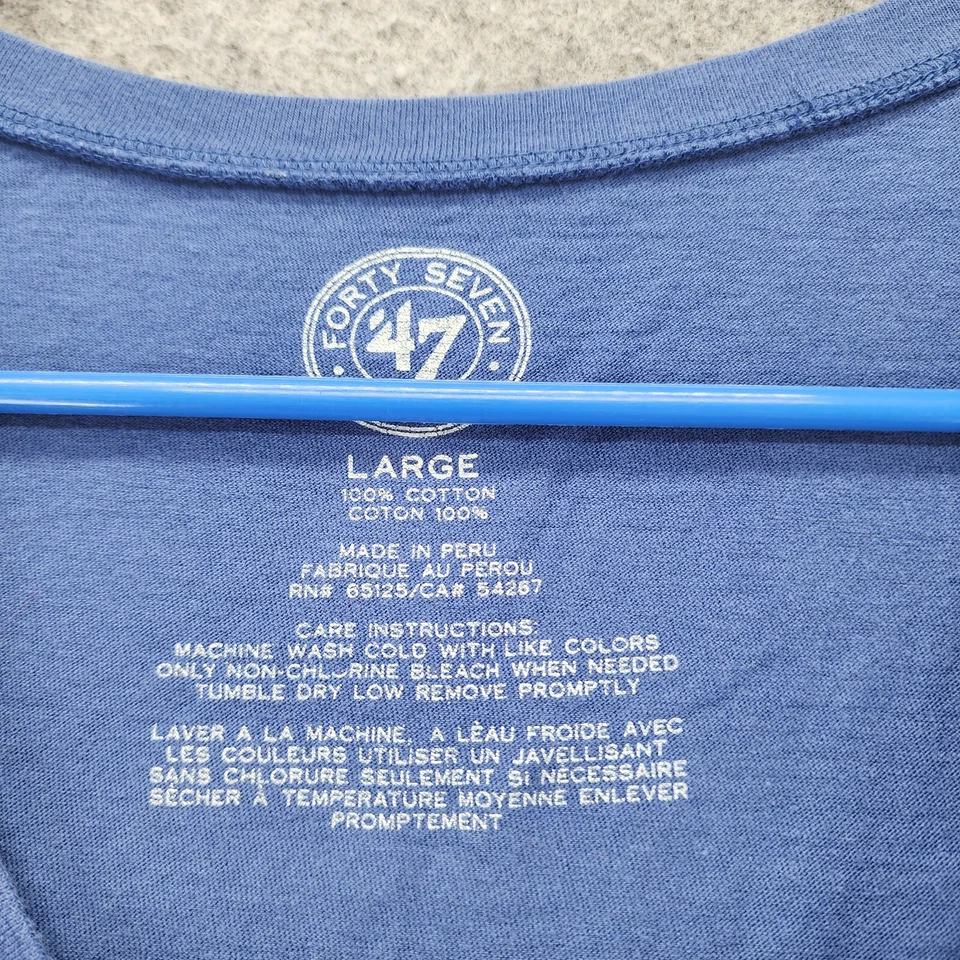 FORTY SEVEN
47
LARGE
100% COTTON
COTON 100%
MADE IN PERU
FABRIQUE AU PEROU
RN# 65125/CA# 54267
CARE INSTRUCTIONS:
MACHINE WASH COLD WITH LIKE COLORS
ONLY NON-CHLORINE BLEACH WHEN NEEDED
TUMBLE DRY LOW REMOVE PROMPTLY
LAVER A LA MACHINE, A LÈAU FROIDE AVEC
LES COULEURS UTILISER UN JAVELLISANT
SANS CHLORURE SEULEMENT SI NÉCESSAIRE
SÉCHER À TEMPERATURE MOYENNE ENLEVER
PROMPTEMENT